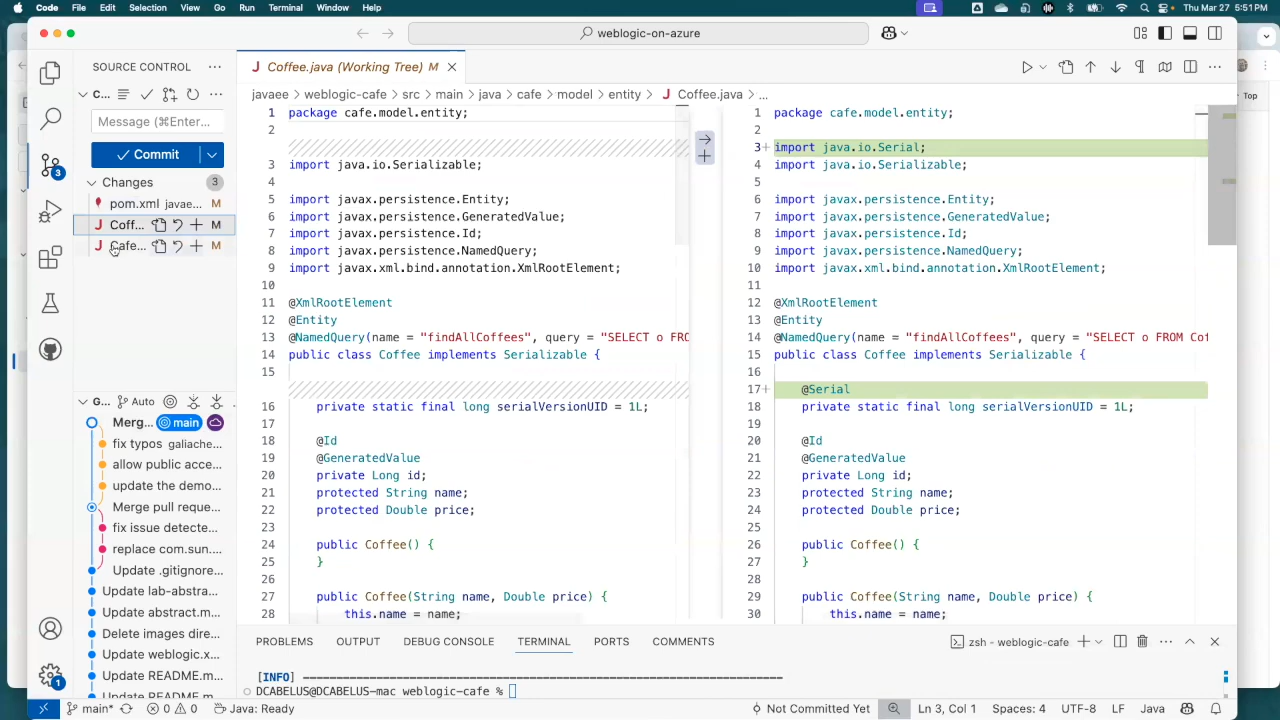 Code File Edit Selection View Go Run Terminal Window Help Thu Mar 27 5:51 PM
weblogic-on-azure
SOURCE CONTROL
Coffee.java (Working Tree) M
Top
C...
javaee > weblogic-cafe > src > main > java > cafe > model > entity > Coffee.java > ...
Message (⌘Enter...
Commit
Changes 3
pom.xml javae... M
Coff... M
Cafe... M
3
1 package cafe.model.entity;
2
3 import java.io.Serializable;
4
5 import javax.persistence.Entity;
6 import javax.persistence.GeneratedValue;
7 import javax.persistence.Id;
8 import javax.persistence.NamedQuery;
9 import javax.xml.bind.annotation.XmlRootElement;
10
11 @XmlRootElement
12 @Entity
13 @NamedQuery(name = "findAllCoffees", query = "SELECT o FRO
14 public class Coffee implements Serializable {
15
16 private static final long serialVersionUID = 1L;
17
18 @Id
19 @GeneratedValue
20 private Long id;
21 protected String name;
22 protected Double price;
23
24 public Coffee() {
25 }
26
27 public Coffee(String name, Double price) {
28 this.name = name;
1 package cafe.model.entity;
2
3+ import java.io.Serial;
4 import java.io.Serializable;
5
6 import javax.persistence.Entity;
7 import javax.persistence.GeneratedValue;
8 import javax.persistence.Id;
9 import javax.persistence.NamedQuery;
10 import javax.xml.bind.annotation.XmlRootElement;
11
12 @XmlRootElement
13 @Entity
14 @NamedQuery(name = "findAllCoffees", query = "SELECT o FROM Cof
15 public class Coffee implements Serializable {
16
17+ @Serial
18 private static final long serialVersionUID = 1L;
19
20 @Id
21 @GeneratedValue
22 private Long id;
23 protected String name;
24 protected Double price;
25
26 public Coffee() {
27 }
28
29 public Coffee(String name, Double price) {
30 this.name = name;
G... Auto
Merg... main
fix typos galiache...
allow public acce...
update the demo...
Merge pull reque...
fix issue detecte...
replace com.sun....
Update .gitignore...
Update lab-abstra...
Update abstract.m...
Delete images dire...
Update weblogic.x...
Update README.m...
Update README.m...
1
PROBLEMS OUTPUT DEBUG CONSOLE TERMINAL PORTS COMMENTS
zsh - weblogic-cafe
[INFO] ------------------------------------------------------------------------
DCABELUS@DCABELUS-mac weblogic-cafe %
main* 0 0 Java: Ready Not Committed Yet Ln 3, Col 1 Spaces: 4 UTF-8 LF Java